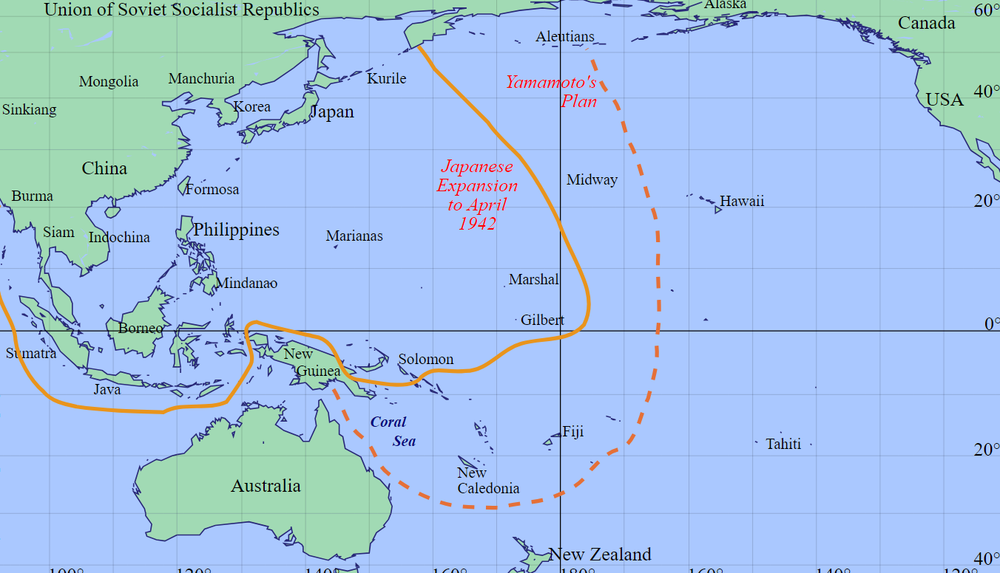 Union of Soviet Socialist Republics
Alaska
60°
Canada
Aleutians
Mongolia
Manchuria
Kurile
Yamamoto's
Plan
40°
USA
Sinkiang
Korea
Japan
China
Japanese
Expansion
to April
1942
Midway
Formosa
Burma
20°
Hawaii
Siam
Indochina
Philippines
Marianas
Mindanao
Marshal
Gilbert
0°
Borneo
Sumatra
New
Guinea
Solomon
Java
Coral
Sea
Fiji
Tahiti
20°
New
Caledonia
Australia
New Zealand
40°
100°
120°
140°
160°
180°
160°
140°
120°